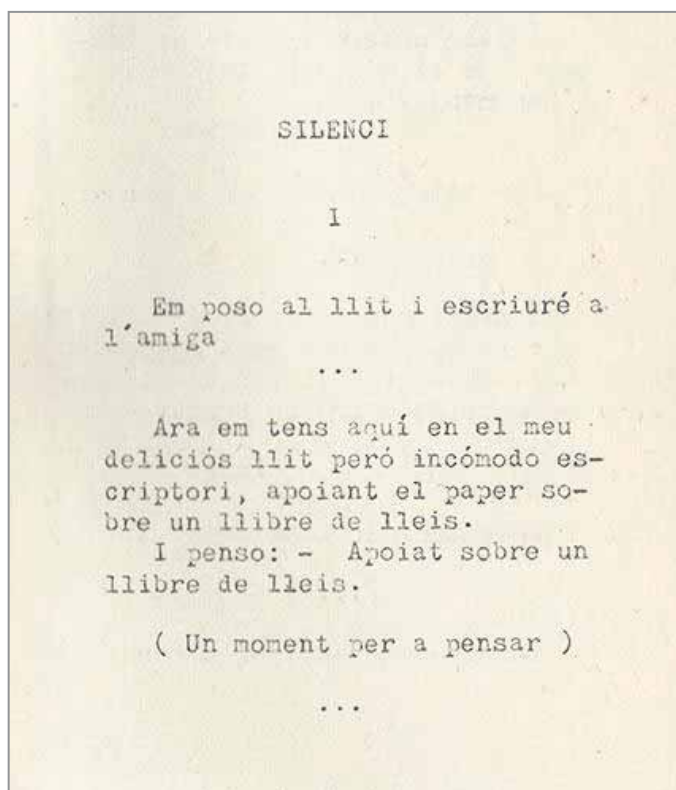 SILENCI
I
Em poso al llit i escriuré a
l'amiga
...
Ara em tens aquí en el meu
deliciós llit peró incómodo es-
criptori, apoiant el paper so-
bre un llibre de lleis.
I penso: - Apoiat sobre un
llibre de lleis.
( Un moment per a pensar )
...